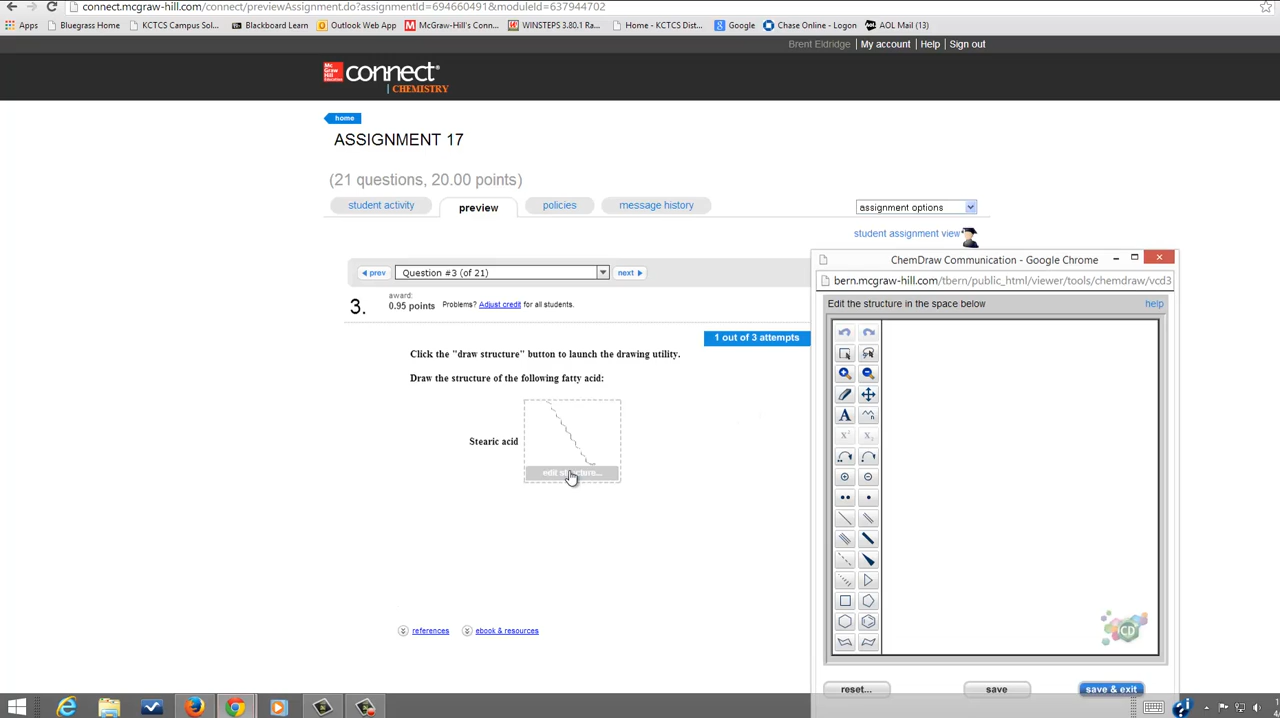 connect.mcgraw-hill.com/connect/previewAssignment.do?assignmentId=694660491&moduleId=637944702
Apps Bluegrass Home KCTCS Campus Sol... Blackboard Learn Outlook Web App McGraw-Hill's Conn... WINSTEPS 3.80.1 Ra... Home - KCTCS Dist... Google Chase Online - Logon AOL Mail (13)
Brent Eldridge My account Help Sign out
Mc Graw Hill Education connect®
CHEMISTRY
home
ASSIGNMENT 17
(21 questions, 20.00 points)
student activity preview policies message history assignment options
student assignment view
ChemDraw Communication - Google Chrome
bern.mcgraw-hill.com/tbern/public_html/viewer/tools/chemdraw/vcd3
Edit the structure in the space below help
prev Question #3 (of 21) next
3. award: 0.95 points Problems? Adjust credit for all students.
1 out of 3 attempts
Click the "draw structure" button to launch the drawing utility.
Draw the structure of the following fatty acid:
Stearic acid
edit structure...
references ebook & resources
reset... save save & exit